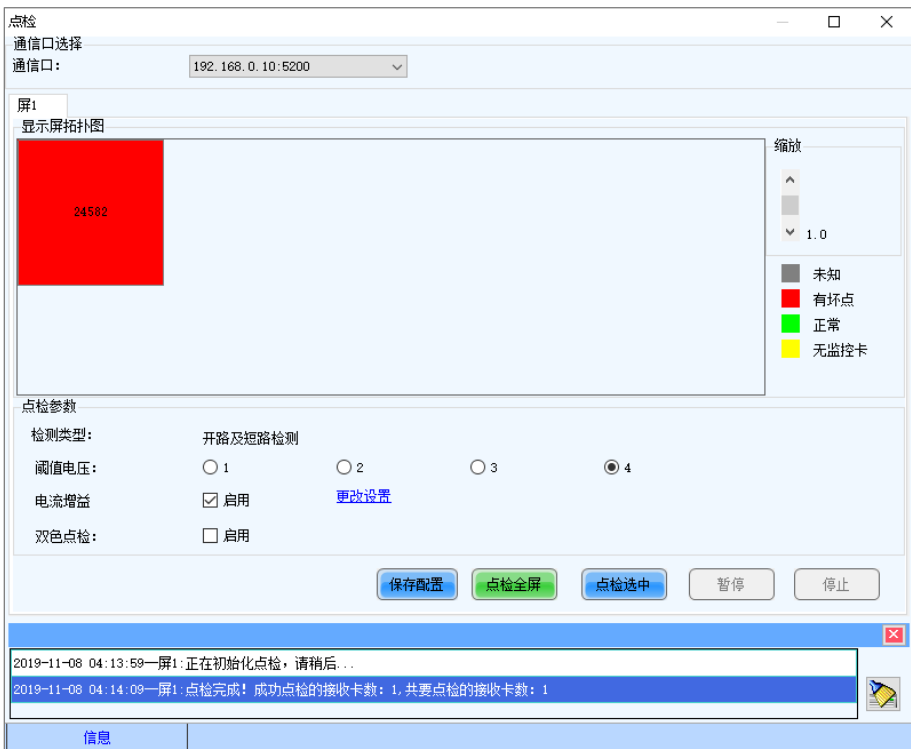 点检
通信口选择
通信口： 192.168.0.10:5200
屏1
显示屏拓扑图
24582
缩放
1.0
未知
有坏点
正常
无监控卡
点检参数
检测类型： 开路及短路检测
阈值电压： 1 2 3 4
电流增益 启用 更改设置
双色点检： 启用
保存配置 点检全屏 点检选中 暂停 停止
2019-11-08 04:13:59—屏1:正在初始化点检，请稍后...
2019-11-08 04:14:09—屏1:点检完成！成功点检的接收卡数：1,共要点检的接收卡数：1
信息